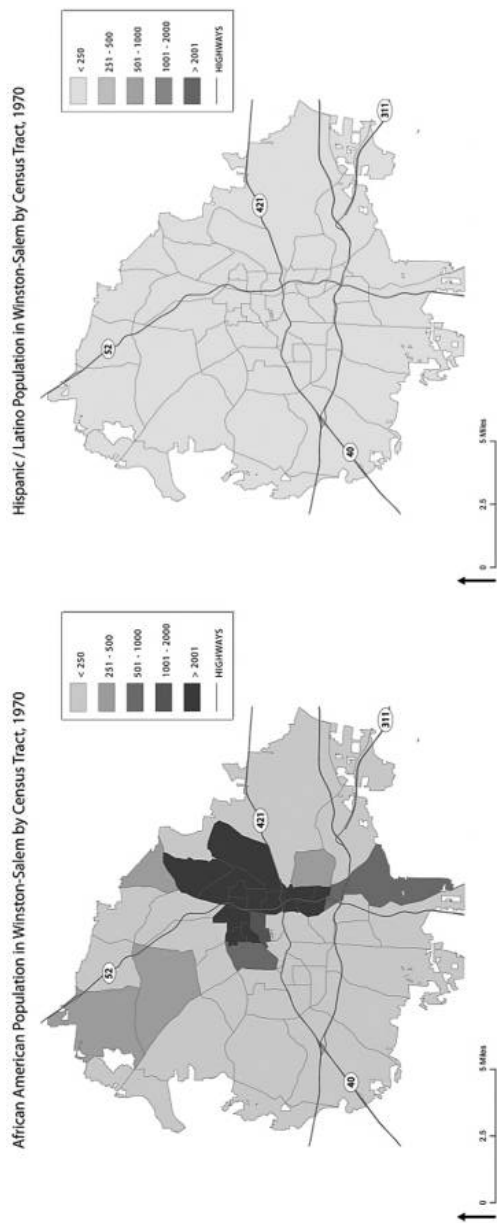 African American Population in Winston-Salem by Census Tract, 1970
< 250
251 - 500
501 - 1000
1001 - 2000
> 2001
HIGHWAYS
52
421
40
311
0
2.5
5 Miles
Hispanic / Latino Population in Winston-Salem by Census Tract, 1970
< 250
251 - 500
501 - 1000
1001 - 2000
> 2001
HIGHWAYS
52
421
40
311
0
2.5
5 Miles